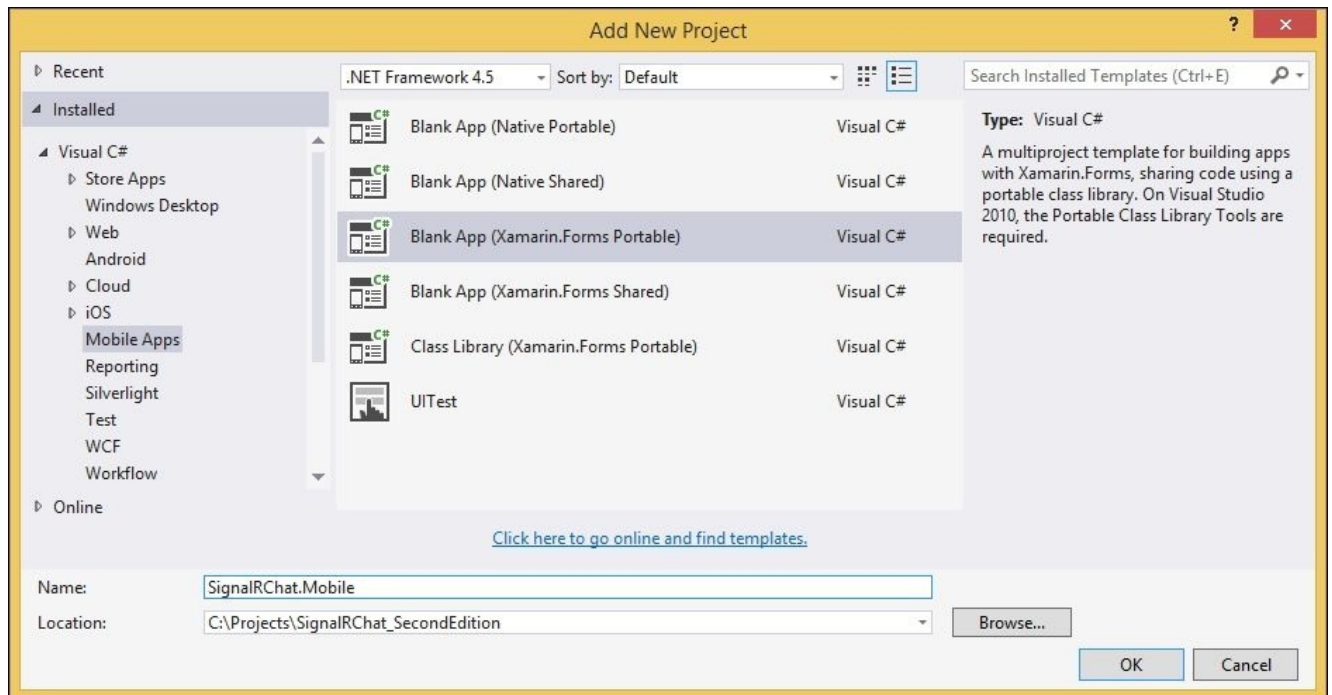 Add New Project
?
Recent
Installed
Visual C#
Store Apps
Windows Desktop
Web
Android
Cloud
iOS
Mobile Apps
Reporting
Silverlight
Test
WCF
Workflow
Online
.NET Framework 4.5 Sort by: Default
C# Blank App (Native Portable) Visual C#
C# Blank App (Native Shared) Visual C#
C# Blank App (Xamarin.Forms Portable) Visual C#
C# Blank App (Xamarin.Forms Shared) Visual C#
C# Class Library (Xamarin.Forms Portable) Visual C#
UITest Visual C#
Click here to go online and find templates.
Search Installed Templates (Ctrl+E)
Type: Visual C#
A multiproject template for building apps
with Xamarin.Forms, sharing code using a
portable class library. On Visual Studio
2010, the Portable Class Library Tools are
required.
Name: SignalRChat.Mobile
Location: C:\Projects\SignalRChat_SecondEdition Browse...
OK Cancel